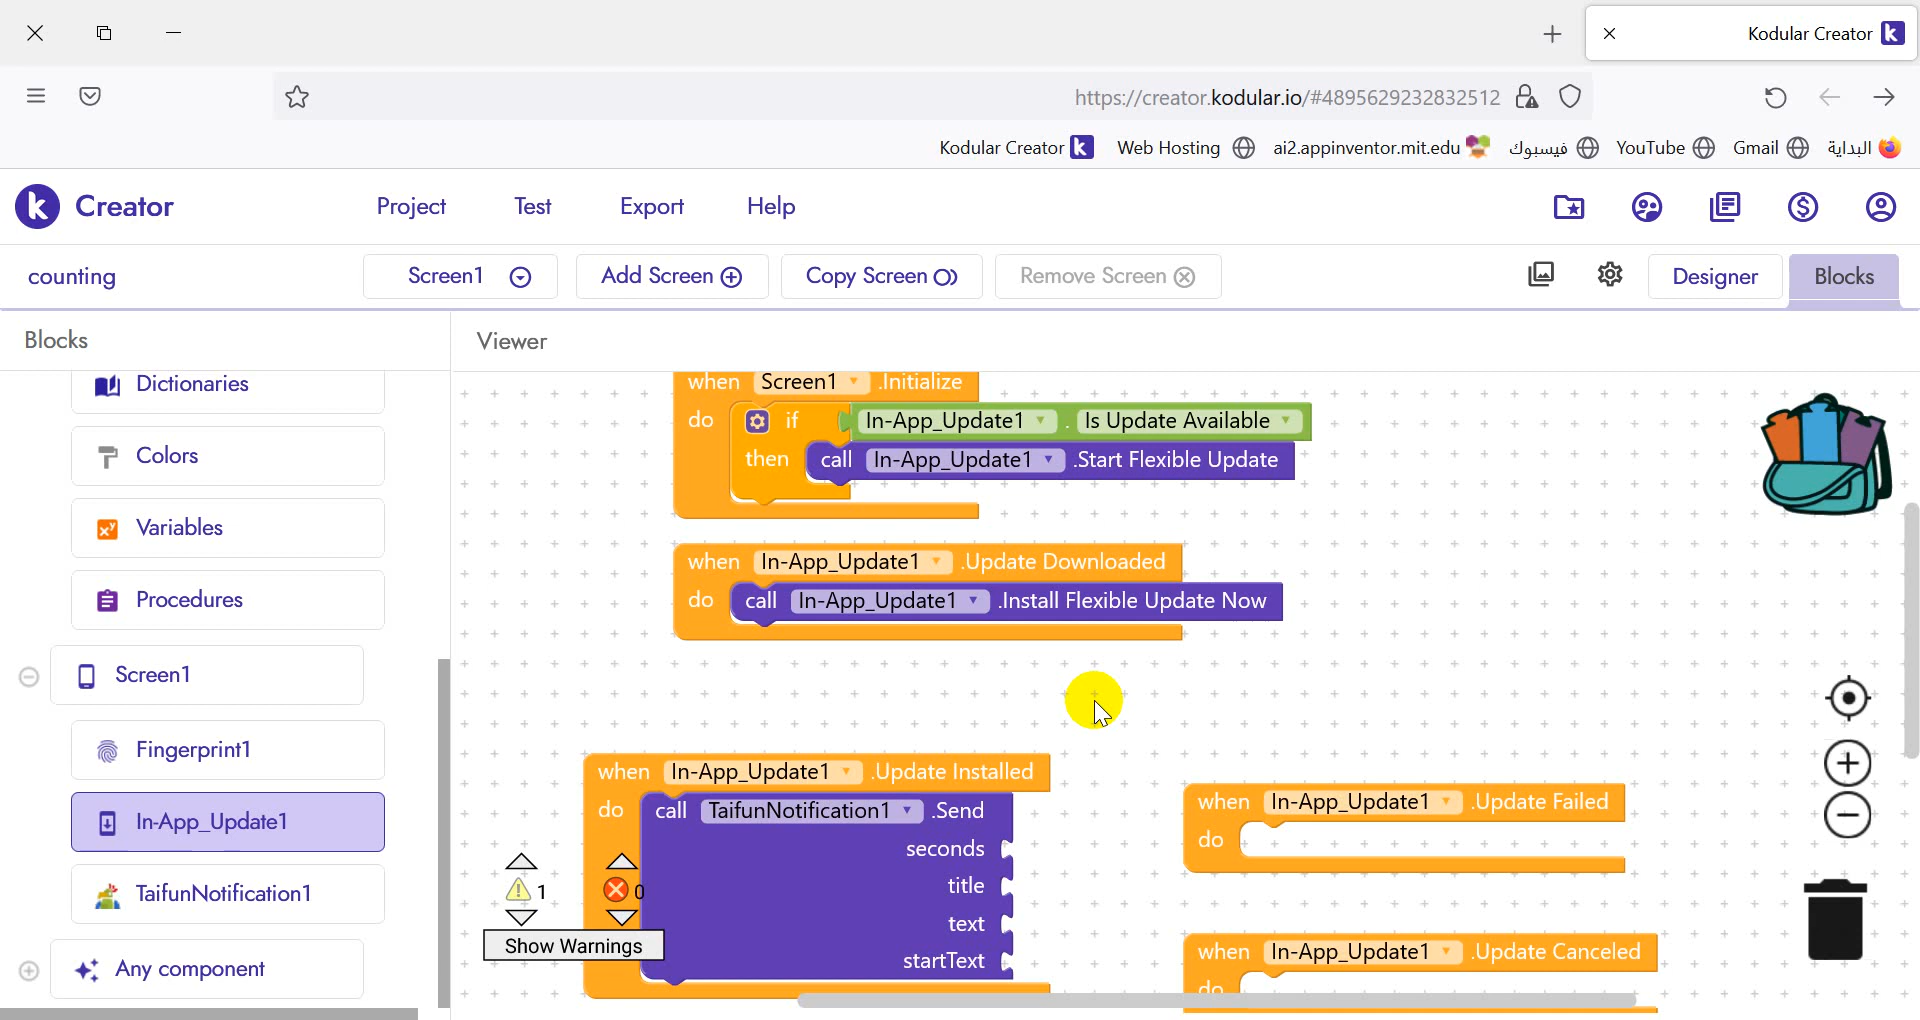 Kodular Creator
https://creator.kodular.io/#4895629232832512
Kodular Creator Web Hosting ai2.appinventor.mit.edu فيسبوك YouTube Gmail البداية
Creator Project Test Export Help
counting Screen1 Add Screen Copy Screen Remove Screen Designer Blocks
Blocks
Viewer
Dictionaries
Colors
Variables
Procedures
Screen1
Fingerprint1
In-App_Update1
TaifunNotification1
Any component
when Screen1 .Initialize
do if In-App_Update1 . Is Update Available
then call In-App_Update1 .Start Flexible Update
when In-App_Update1 .Update Downloaded
do call In-App_Update1 .Install Flexible Update Now
when In-App_Update1 .Update Installed
do call TaifunNotification1 .Send
seconds
title
text
startText
when In-App_Update1 .Update Failed
do
when In-App_Update1 .Update Canceled
do
1 0
Show Warnings